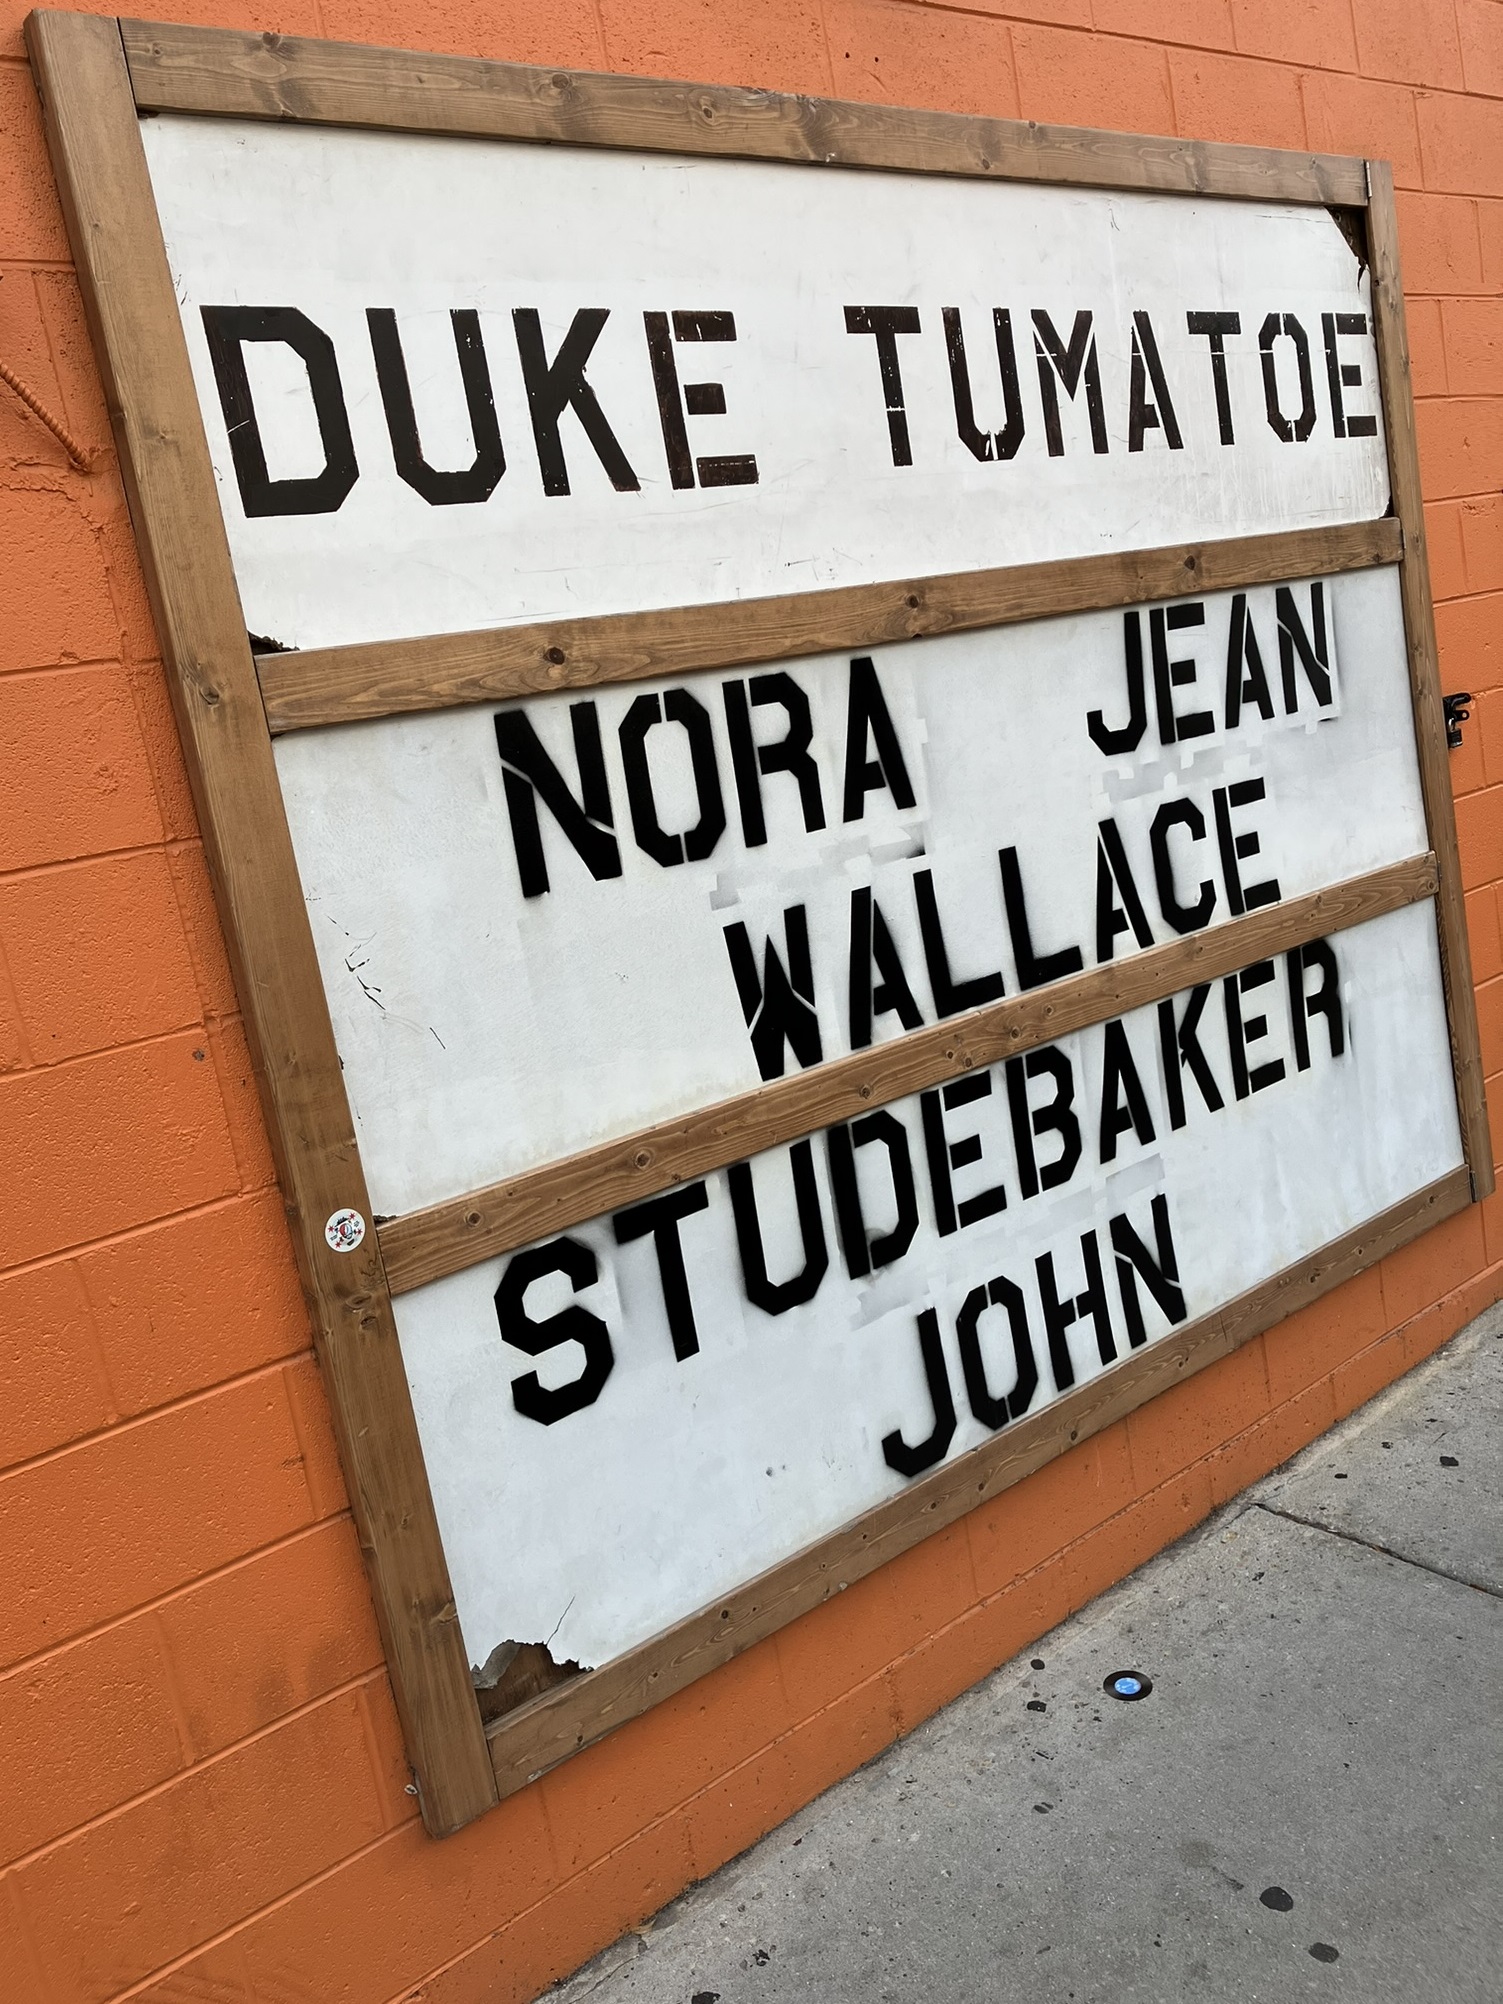 DUKE TUMATOE
NORA JEAN
WALLACE
STUDEBAKER
JOHN